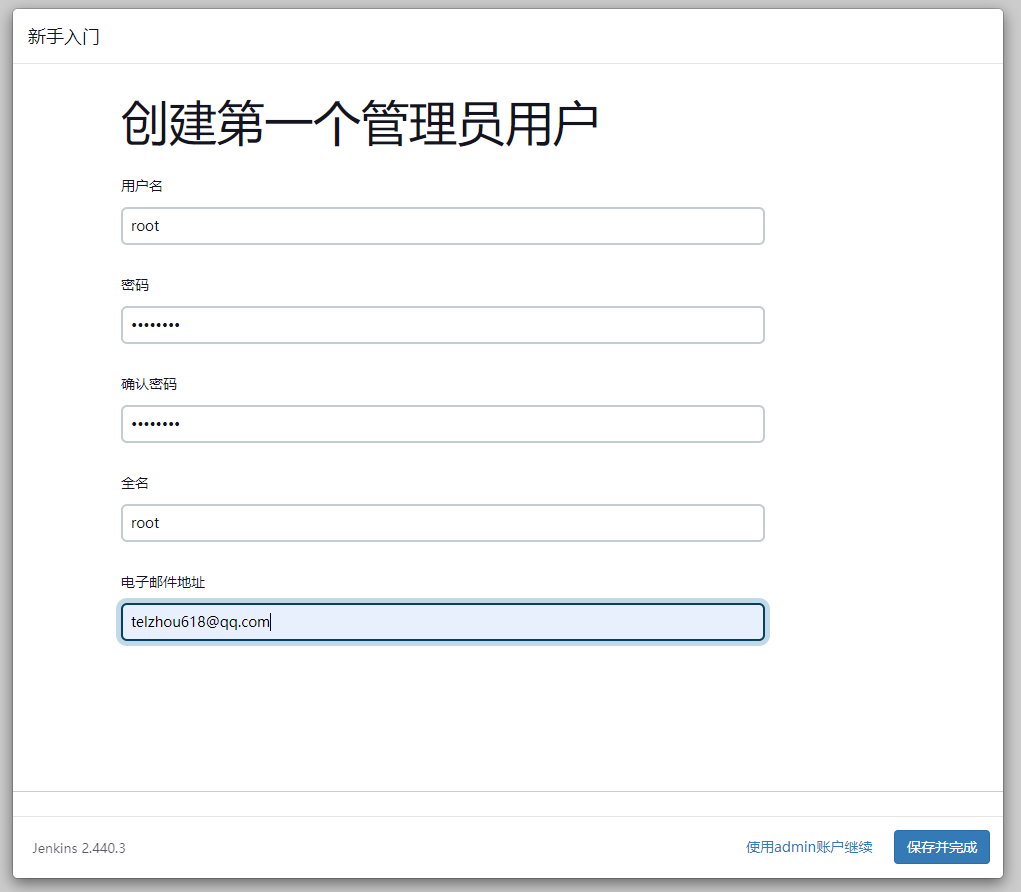 新手入门
创建第一个管理员用户
用户名
root
密码
••••••••
确认密码
••••••••
全名
root
电子邮件地址
telzhou618@qq.com
Jenkins 2.440.3
使用admin账户继续
保存并完成